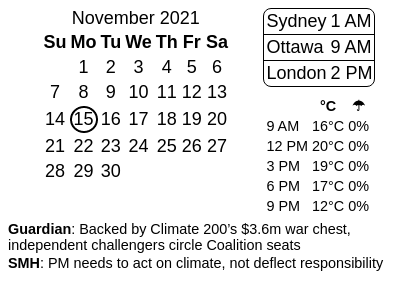 November 2021
Su Mo Tu We Th Fr Sa
1 2 3 4 5 6
7 8 9 10 11 12 13
14 15 16 17 18 19 20
21 22 23 24 25 26 27
28 29 30
Sydney 1 AM
Ottawa 9 AM
London 2 PM
°C ☂
9 AM 16°C 0%
12 PM 20°C 0%
3 PM 19°C 0%
6 PM 17°C 0%
9 PM 12°C 0%
Guardian: Backed by Climate 200’s $3.6m war chest,
independent challengers circle Coalition seats
SMH: PM needs to act on climate, not deflect responsibility